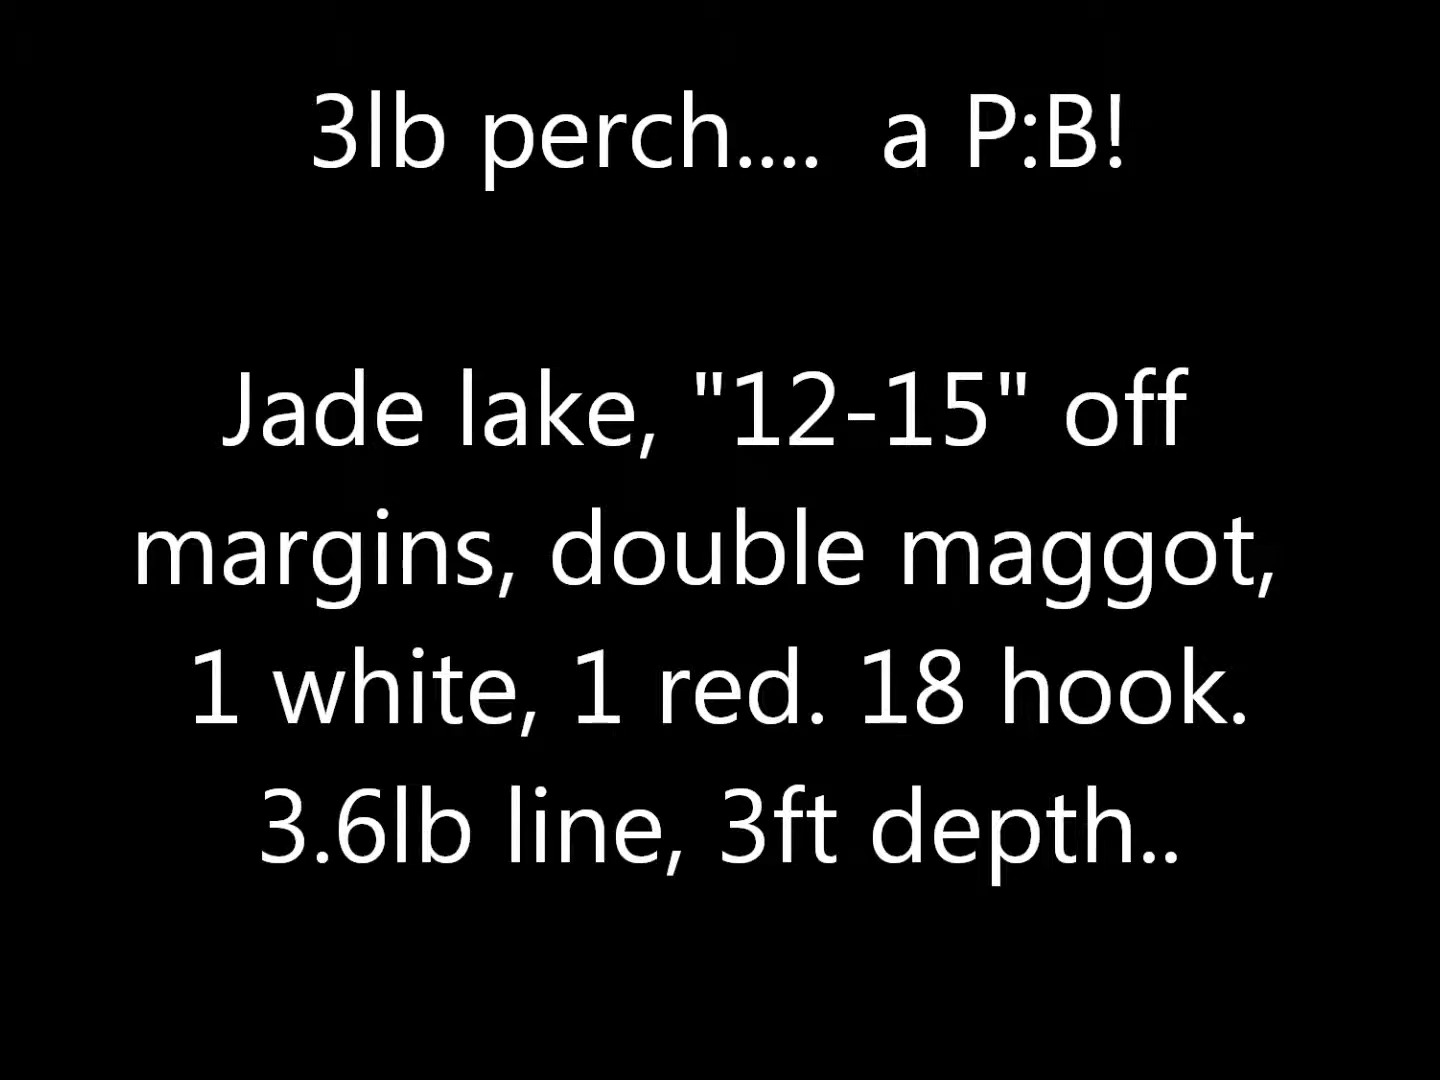 3lb perch....  a P:B!
Jade lake, "12-15" off
margins, double maggot,
1 white, 1 red. 18 hook.
3.6lb line, 3ft depth..